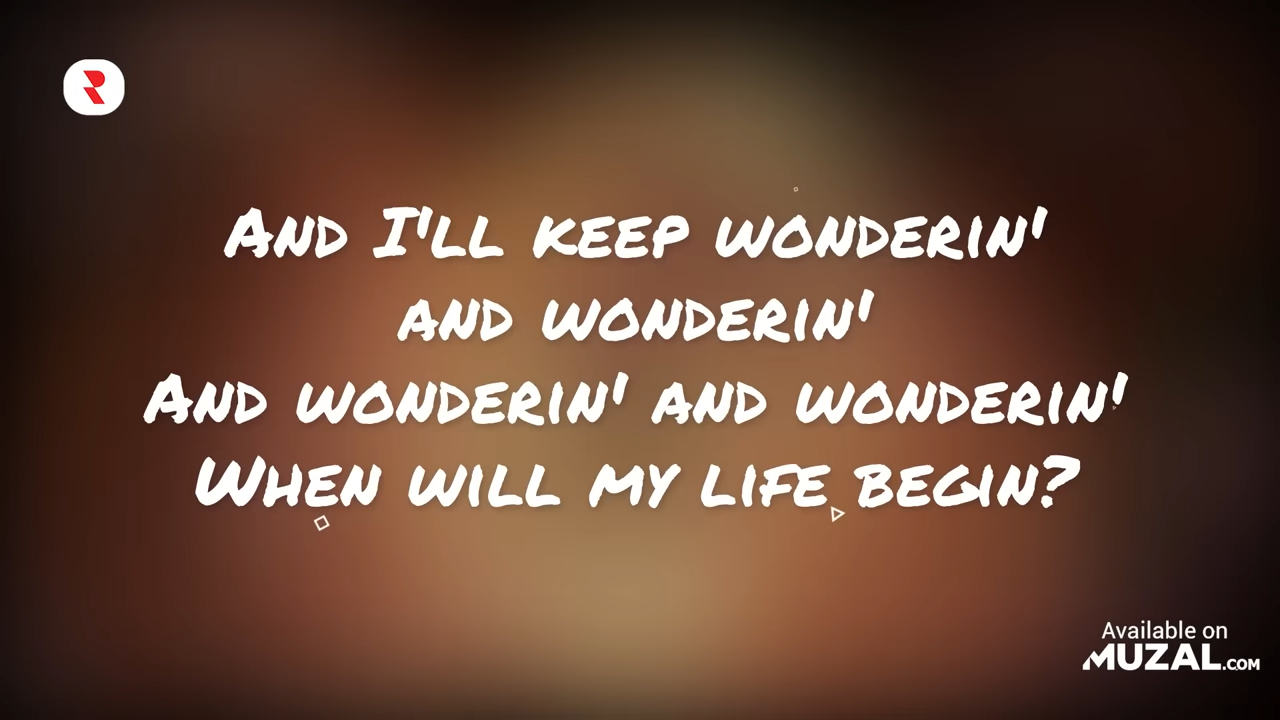 And I'll keep wonderin'
and wonderin'
And wonderin' and wonderin'
When will my life begin?
Available on
MUZAL.COM